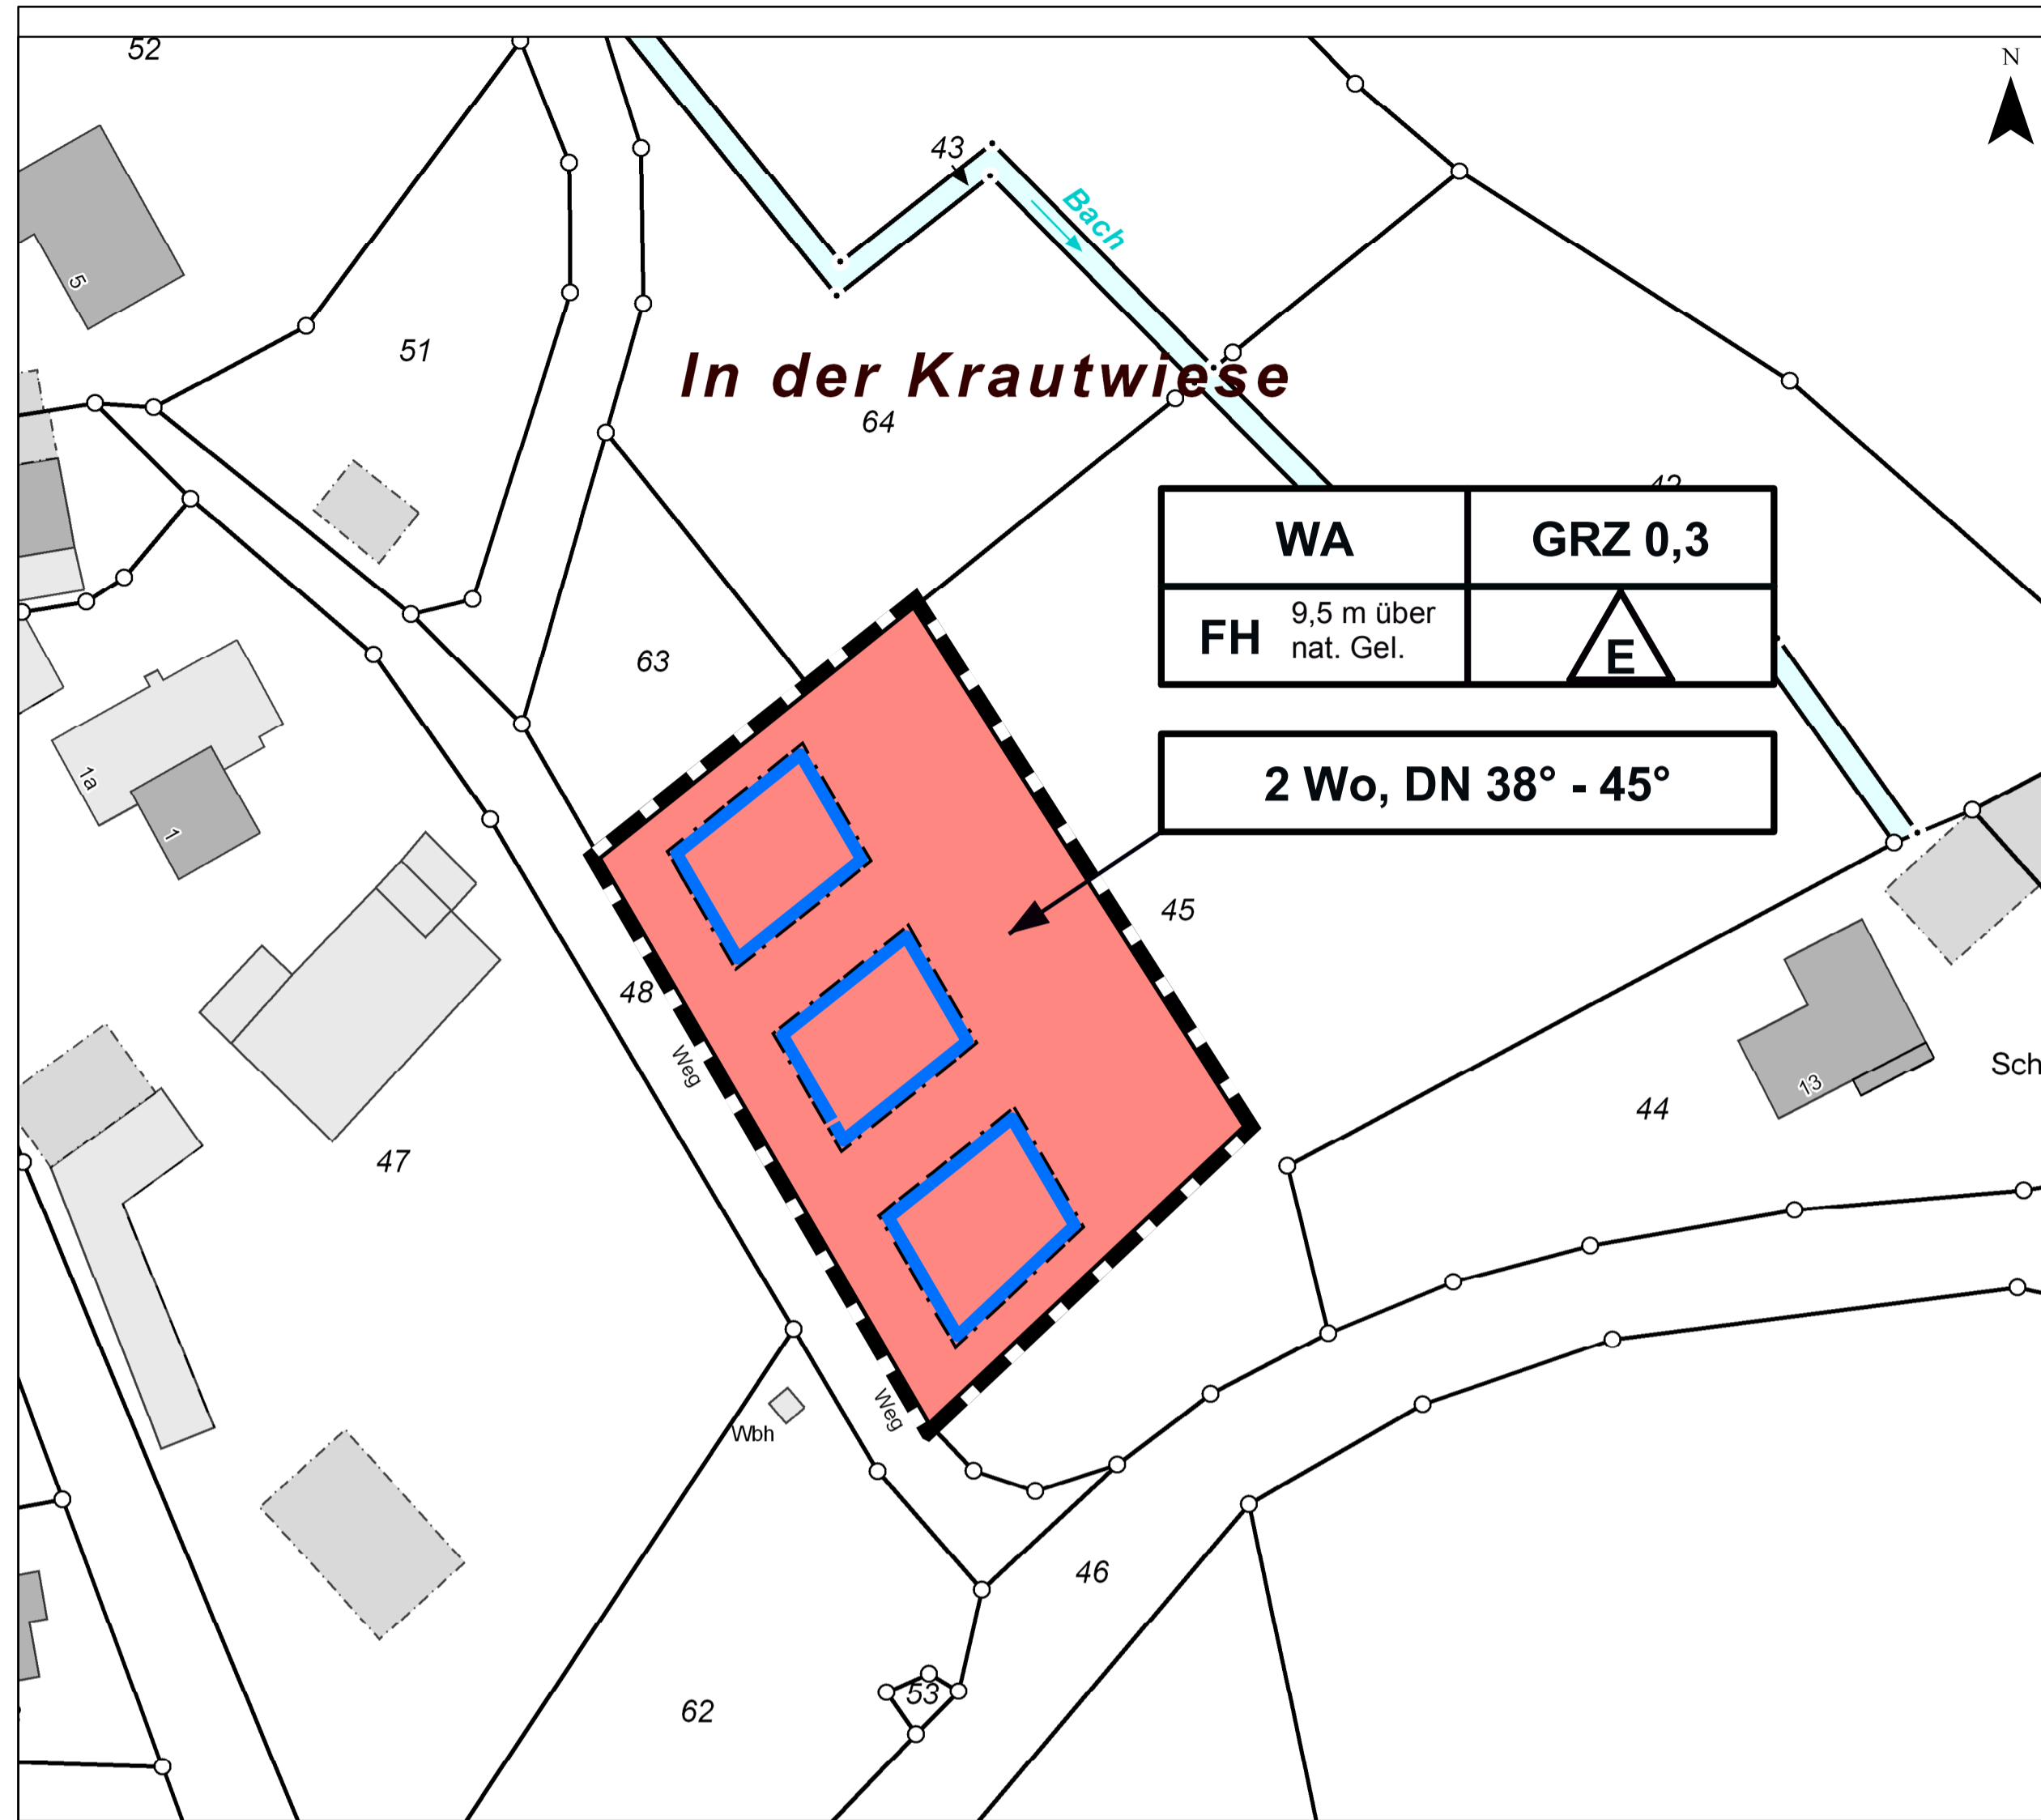 52
N
43
Bach
5
51
In der Krautwiese
64
WA
GRZ 0,3
FH
9,5 m über
nat. Gel.
E
63
1a
1
2 Wo, DN 38° - 45°
45
48
Weg
Sch
13
44
47
Weg
Wbh
46
53
62